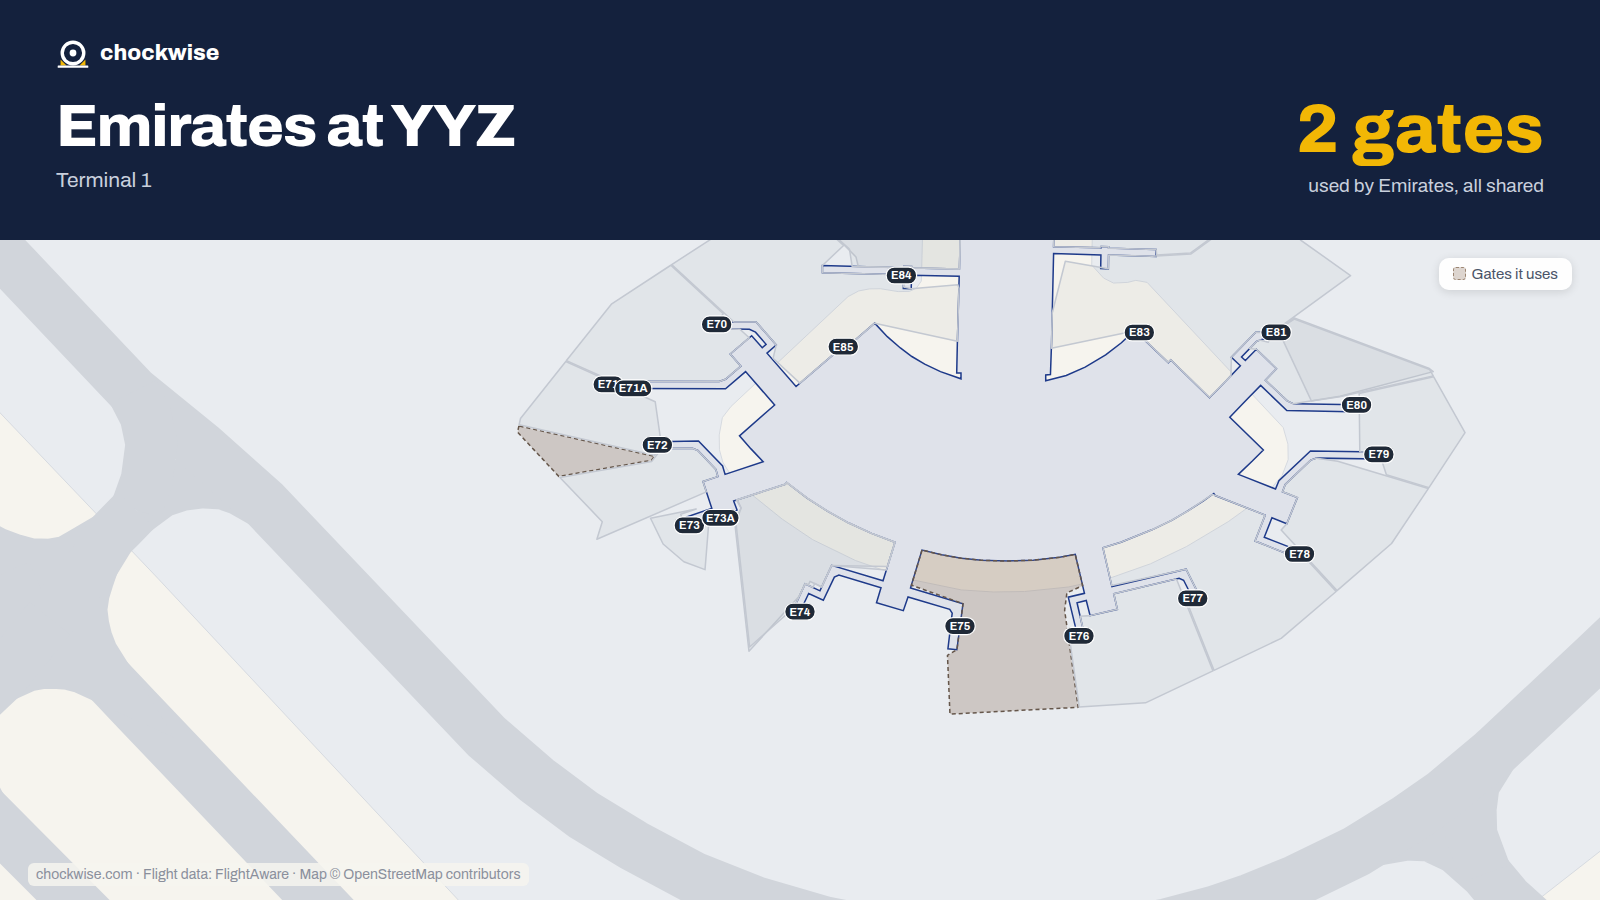 chockwise
Emirates at YYZ
Terminal 1
2 gates
used by Emirates, all shared
Gates it uses
E84
E70
E85
E83
E81
E71A
E80
E72
E79
E73
E73A
E78
E74
E77
E75
E76
chockwise.com · Flight data: FlightAware · Map © OpenStreetMap contributors